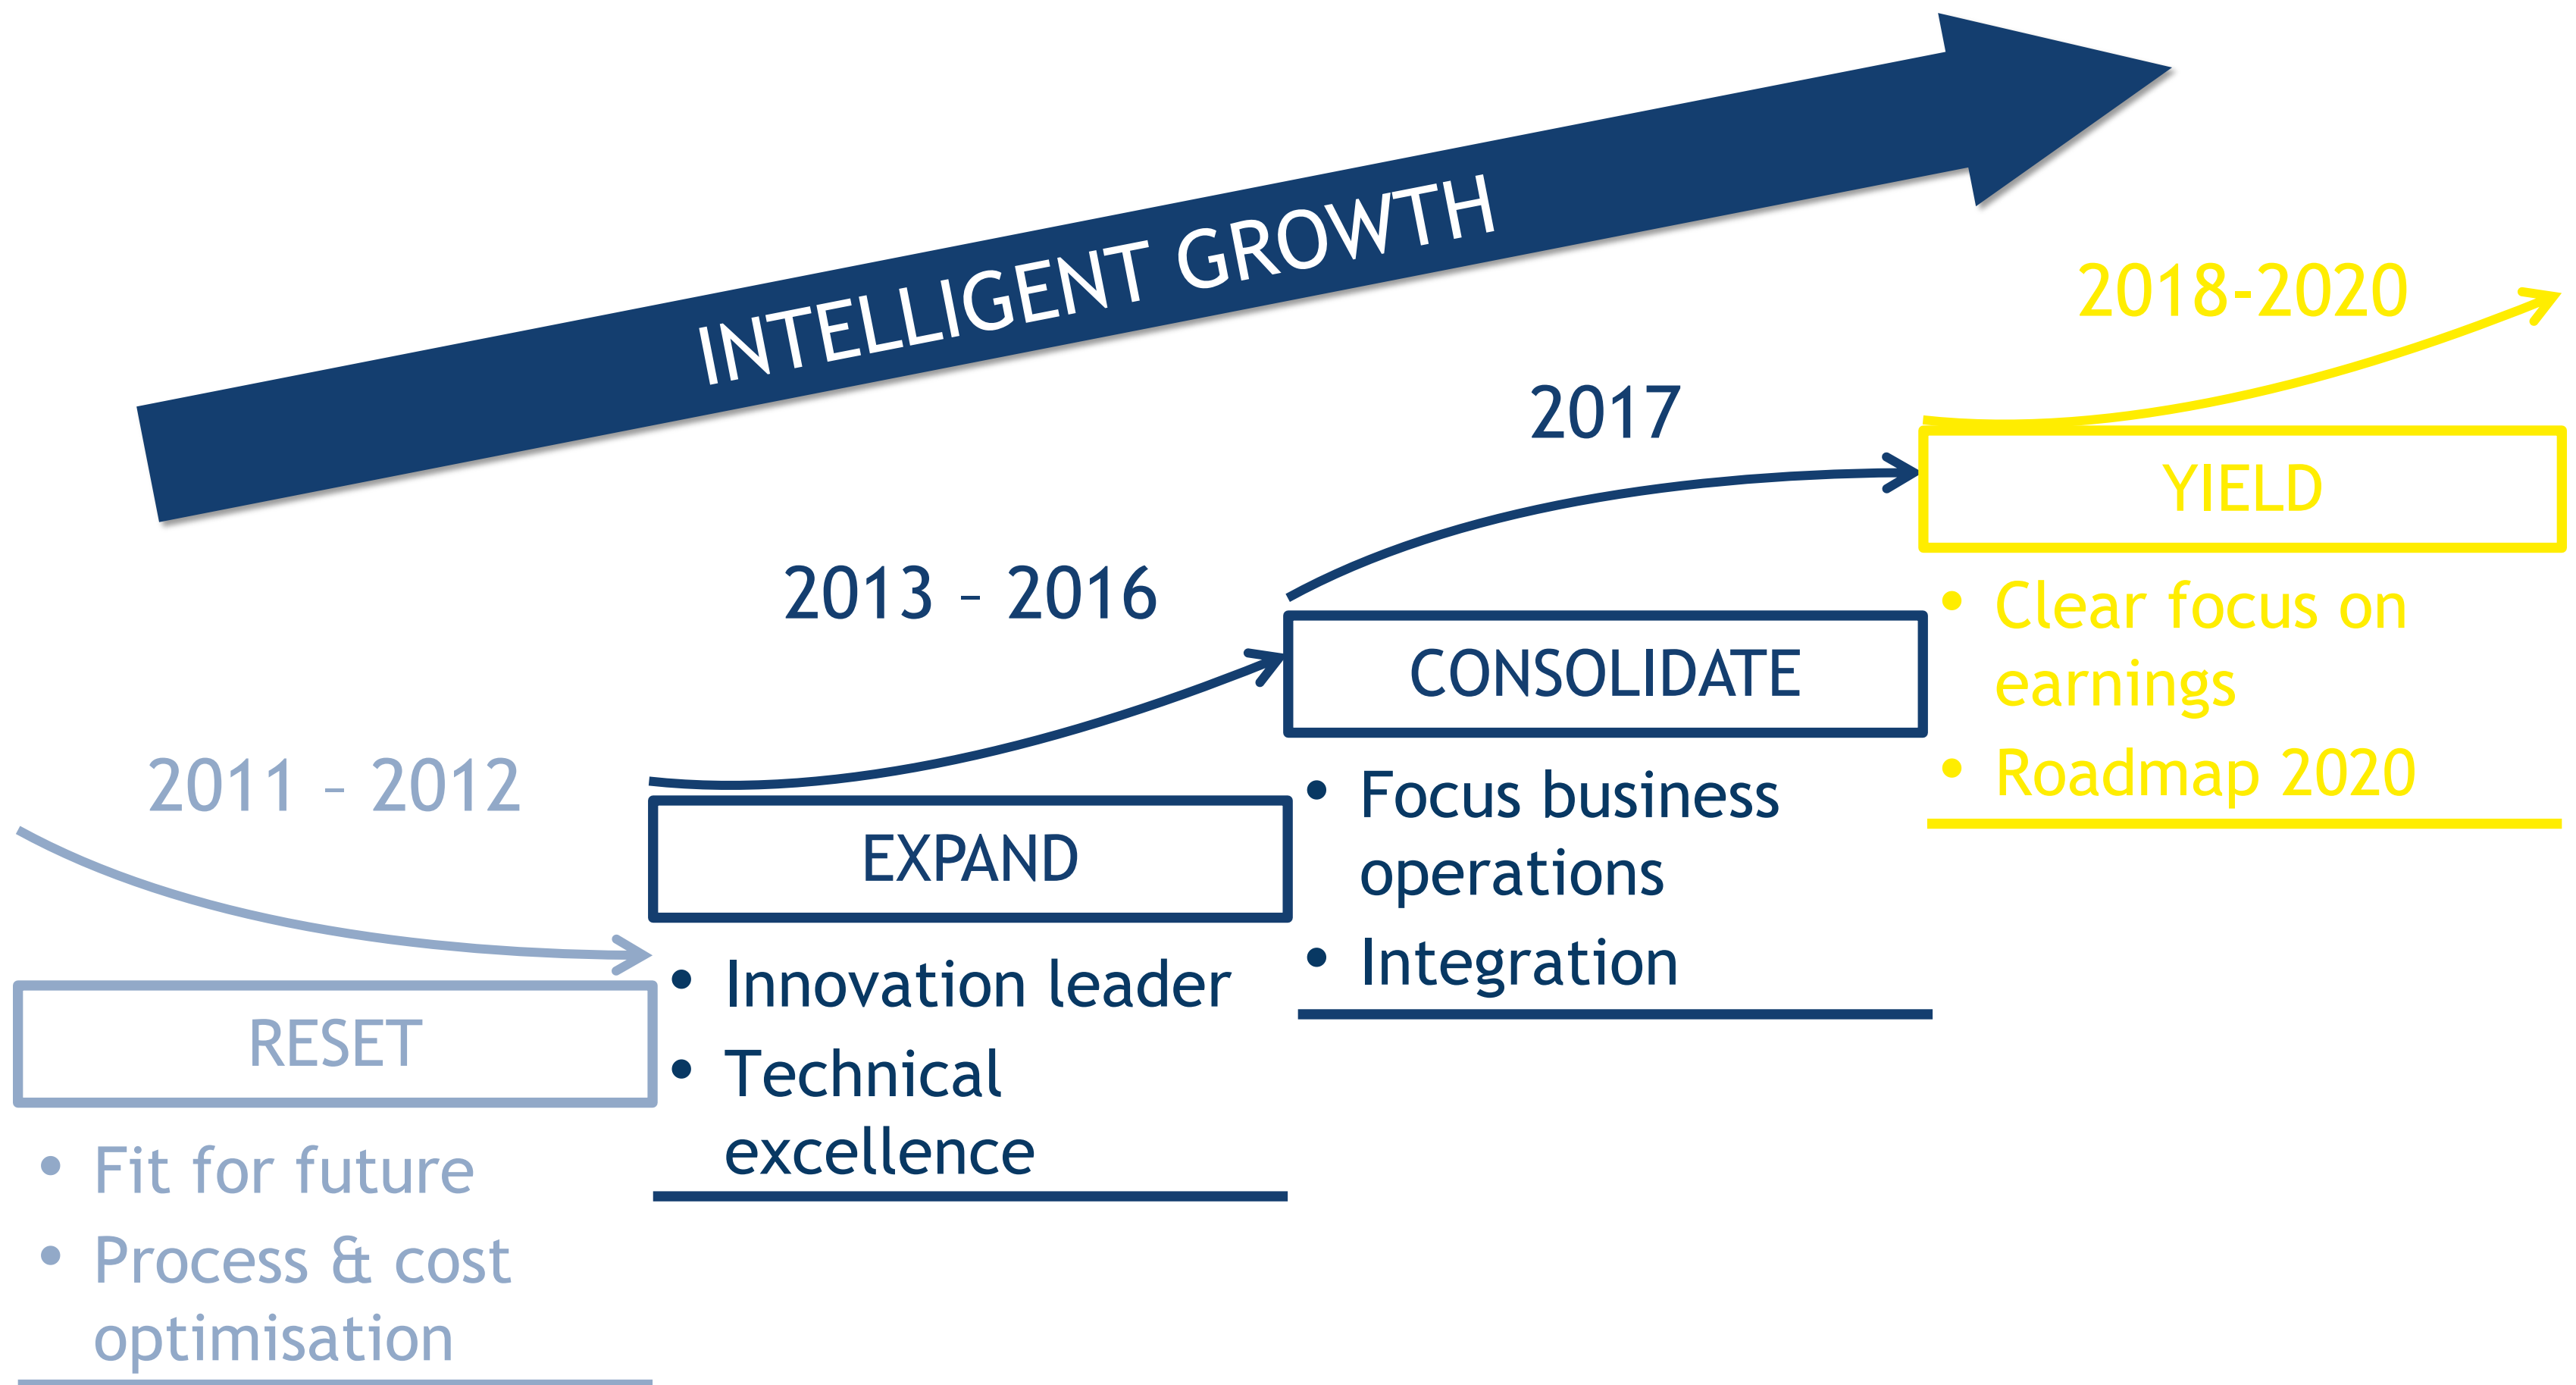 INTELLIGENT GROWTH
2011 – 2012
RESET
• Fit for future
• Process & cost
optimisation
2013 – 2016
EXPAND
• Innovation leader
• Technical
excellence
2017
CONSOLIDATE
• Focus business
operations
• Integration
2018-2020
YIELD
• Clear focus on
earnings
• Roadmap 2020